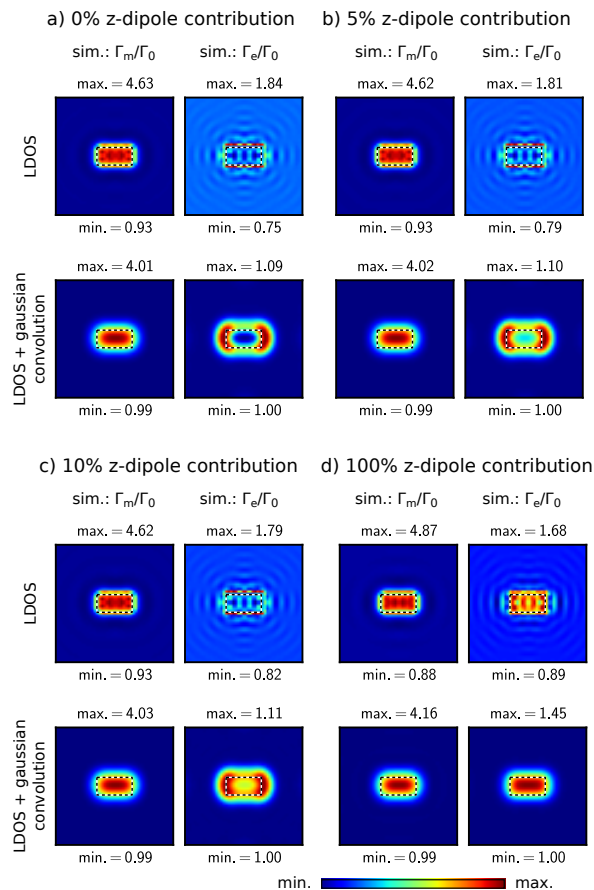 a) 0% z-dipole contribution
sim.: Γm/Γ0
sim.: Γe/Γ0
max. = 4.63
max. = 1.84
LDOS
min. = 0.93
min. = 0.75
max. = 4.01
max. = 1.09
LDOS + gaussian
convolution
min. = 0.99
min. = 1.00
b) 5% z-dipole contribution
sim.: Γm/Γ0
sim.: Γe/Γ0
max. = 4.62
max. = 1.81
min. = 0.93
min. = 0.79
max. = 4.02
max. = 1.10
min. = 0.99
min. = 1.00
c) 10% z-dipole contribution
sim.: Γm/Γ0
sim.: Γe/Γ0
max. = 4.62
max. = 1.79
LDOS
min. = 0.93
min. = 0.82
max. = 4.03
max. = 1.11
LDOS + gaussian
convolution
min. = 0.99
min. = 1.00
d) 100% z-dipole contribution
sim.: Γm/Γ0
sim.: Γe/Γ0
max. = 4.87
max. = 1.68
min. = 0.88
min. = 0.89
max. = 4.16
max. = 1.45
min. = 0.99
min. = 1.00
min.
max.